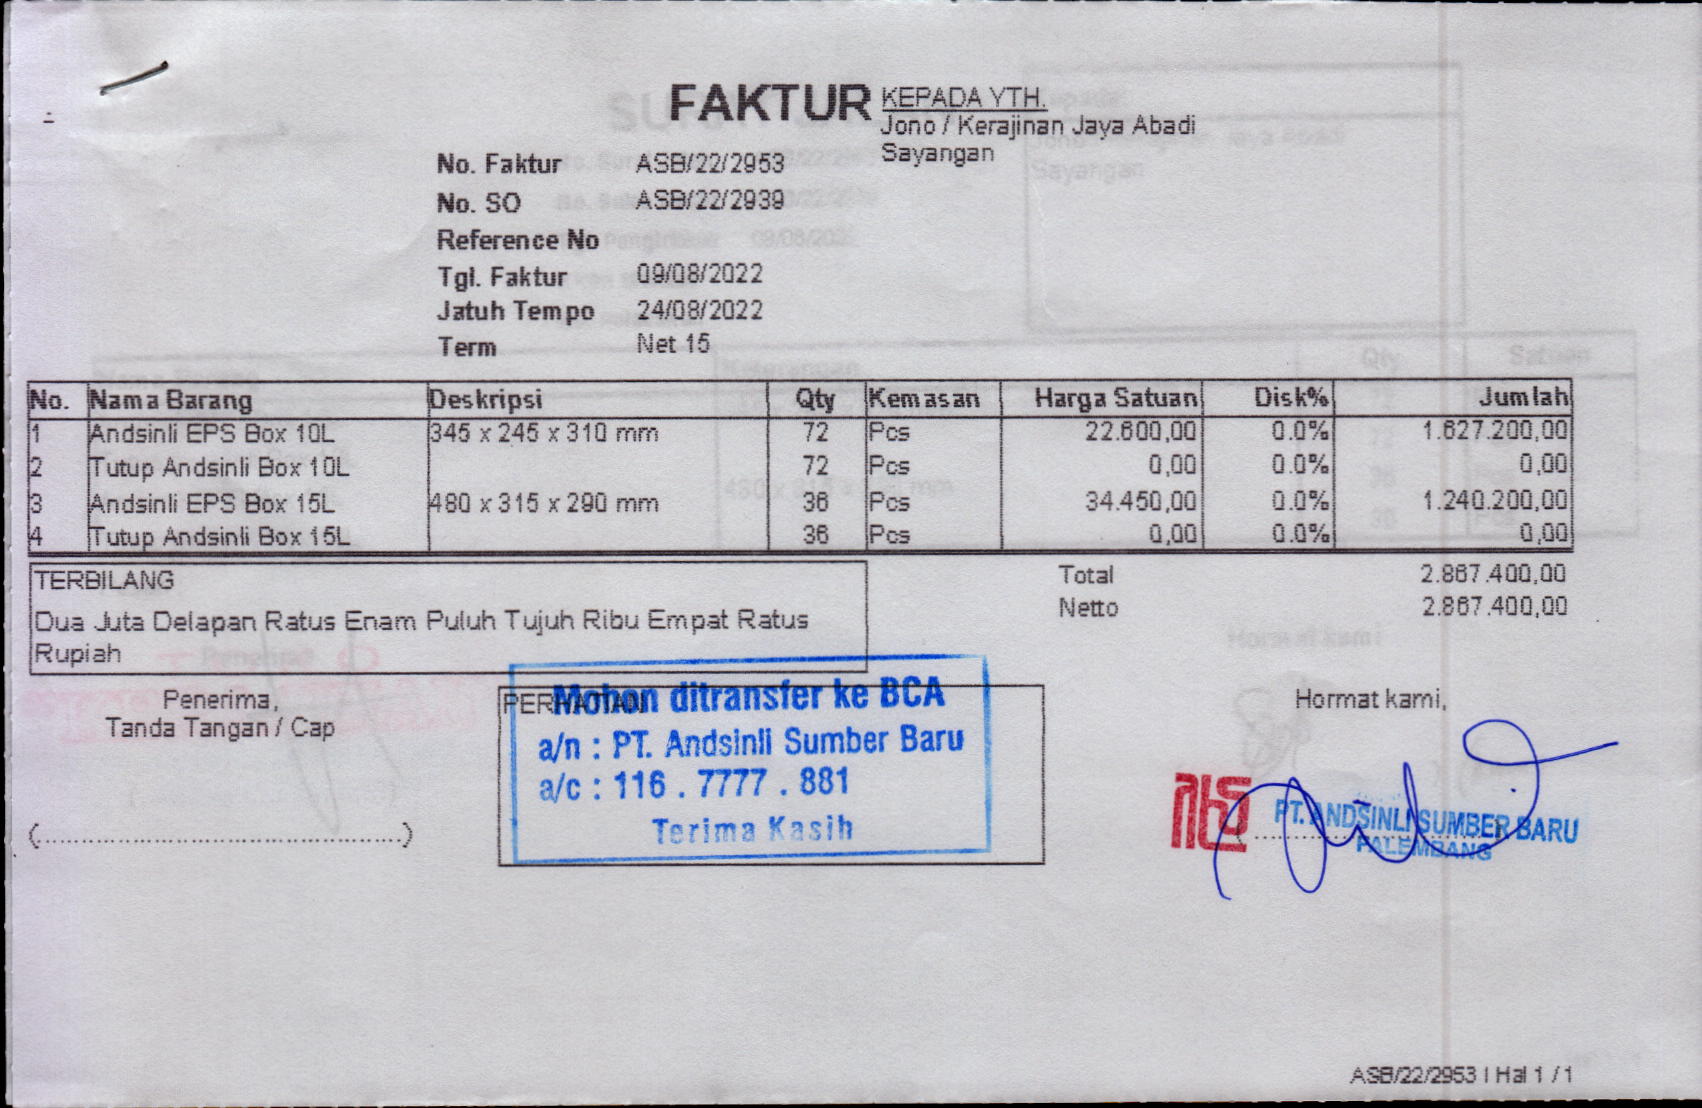 FAKTUR
KEPADA YTH.
Jono / Kerajinan Jaya Abadi
Sayangan
No. Faktur ASB/22/2953
No. SO ASB/22/2939
Reference No
Tgl. Faktur 09/08/2022
Jatuh Tempo 24/08/2022
Term Net 15
No. Nama Barang Deskripsi Qty Kemasan Harga Satuan Disk% Jumlah
1 Andsinli EPS Box 10L 345 x 245 x 310 mm 72 Pcs 22.600,00 0.0% 1.627.200,00
2 Tutup Andsinli Box 10L 72 Pcs 0,00 0.0% 0,00
3 Andsinli EPS Box 15L 480 x 315 x 290 mm 36 Pcs 34.450,00 0.0% 1.240.200,00
4 Tutup Andsinli Box 15L 36 Pcs 0,00 0.0% 0,00
TERBILANG
Dua Juta Delapan Ratus Enam Puluh Tujuh Ribu Empat Ratus
Rupiah
Total 2.867.400,00
Netto 2.867.400,00
Penerima,
Tanda Tangan / Cap
(..........)
PERHATIAN
Mohon ditransfer ke BCA
a/n : PT. Andsinli Sumber Baru
a/c : 116 . 7777 . 881
Terima Kasih
Hormat kami,
PT. ANDSINLI SUMBER BARU
PALEMBANG
ASB/22/2953 | Hal 1 / 1